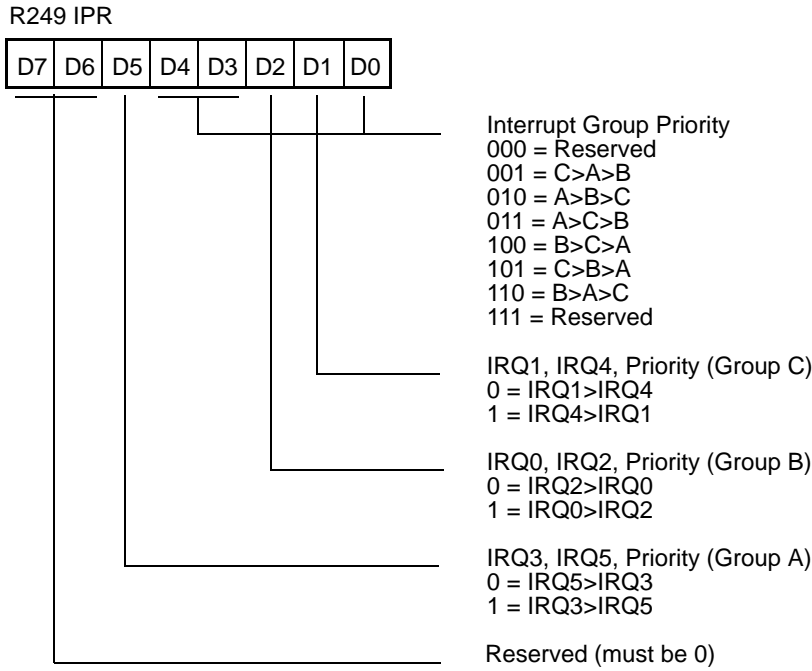 R249 IPR
D7 D6 D5 D4 D3 D2 D1 D0
Interrupt Group Priority
000 = Reserved
001 = C>A>B
010 = A>B>C
011 = A>C>B
100 = B>C>A
101 = C>B>A
110 = B>A>C
111 = Reserved
IRQ1, IRQ4, Priority (Group C)
0 = IRQ1>IRQ4
1 = IRQ4>IRQ1
IRQ0, IRQ2, Priority (Group B)
0 = IRQ2>IRQ0
1 = IRQ0>IRQ2
IRQ3, IRQ5, Priority (Group A)
0 = IRQ5>IRQ3
1 = IRQ3>IRQ5
Reserved (must be 0)